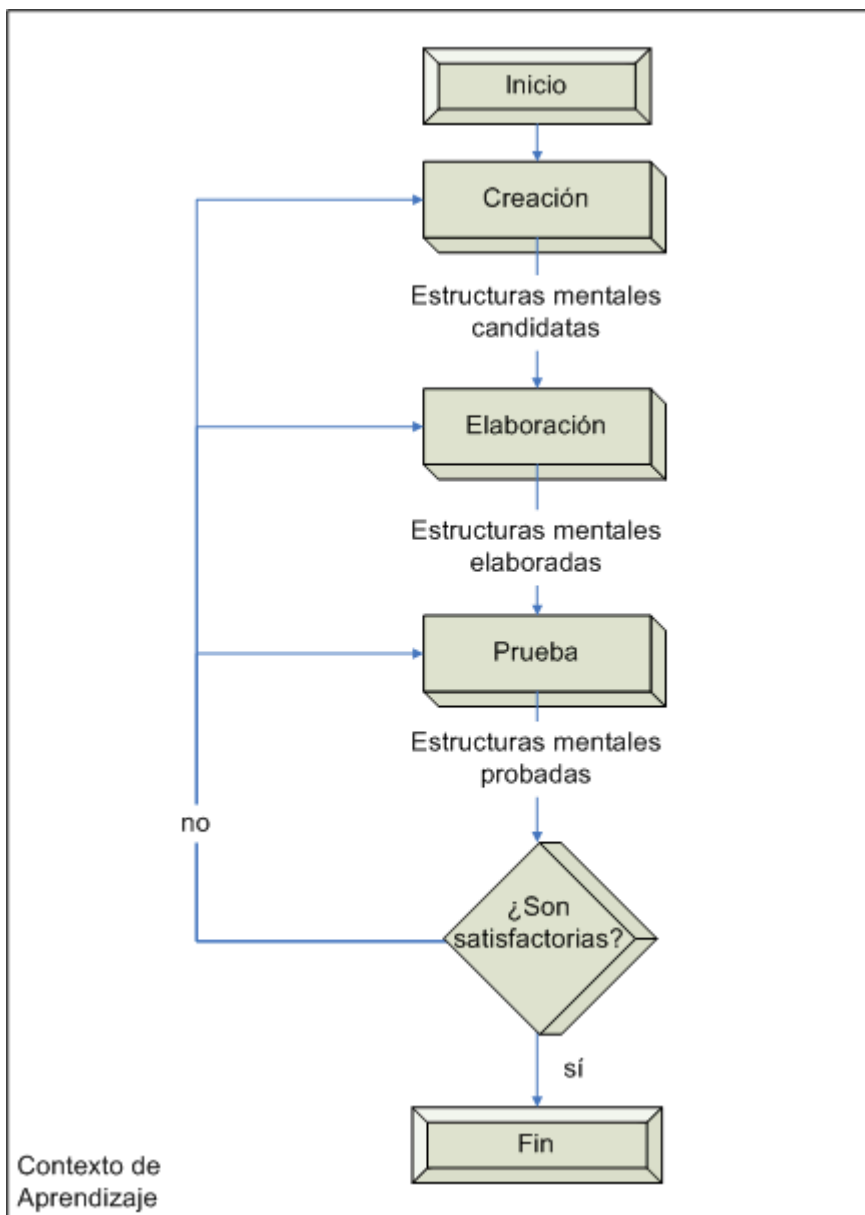 Inicio
Creación
Estructuras mentales
candidatas
Elaboración
Estructuras mentales
elaboradas
Prueba
Estructuras mentales
probadas
no
¿Son
satisfactorias?
sí
Fin
Contexto de
Aprendizaje